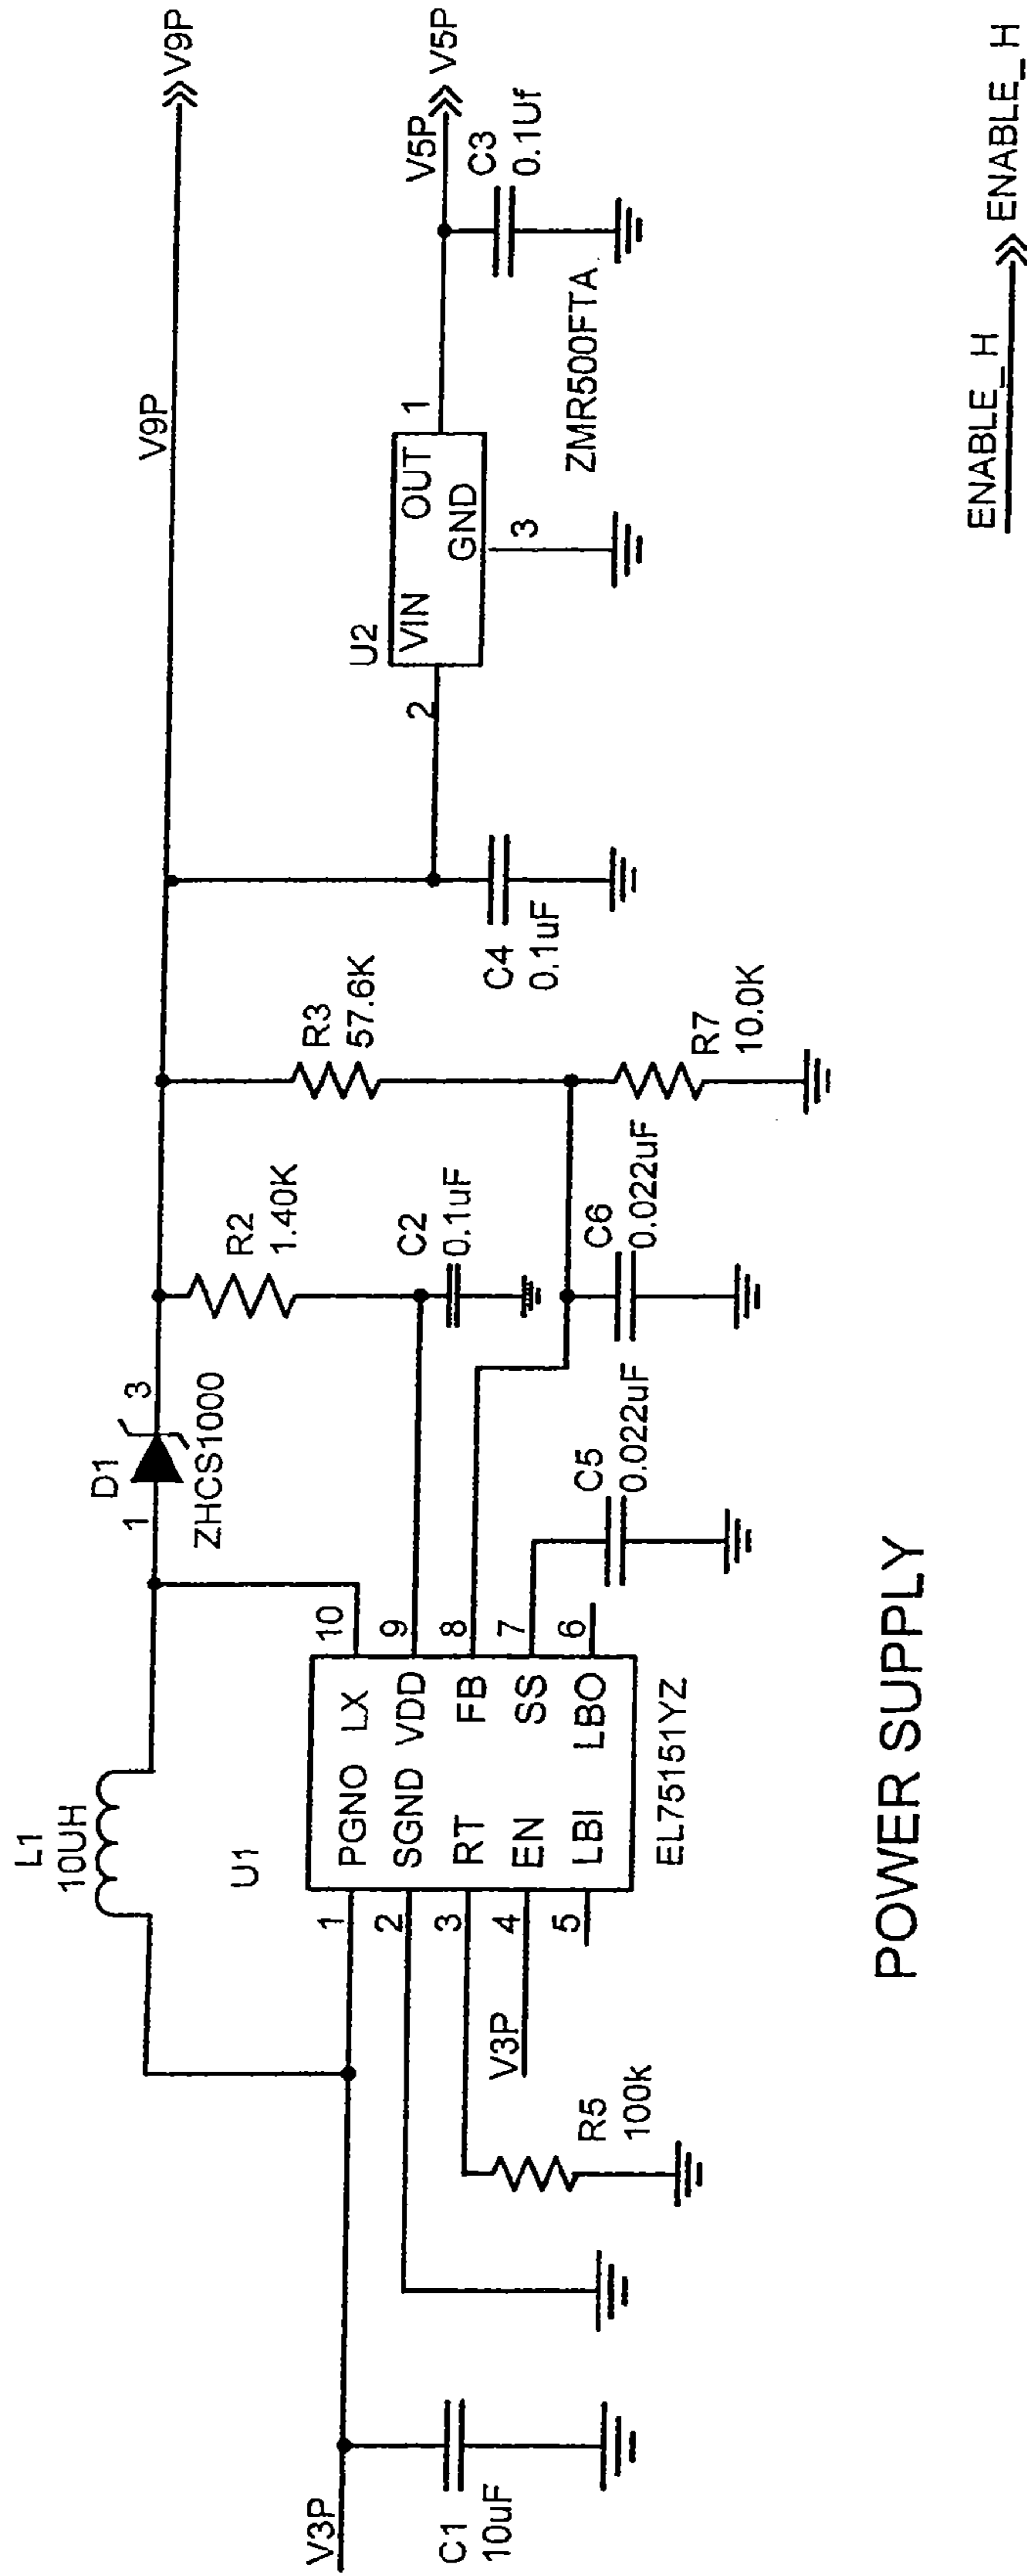 V3P
C1
10uF
L1
10UH
U1
1
2
3
4
5
PGNO LX
SGND VDD
RT FB
EN SS
LBI LBO
10
9
8
7
6
EL75151YZ
V3P
R5
100k
D1
1
3
ZHCS1000
R2
1.40K
C2
0.1uF
C5
0.022uF
C6
0.022uF
R3
57.6K
R7
10.0K
C4
0.1uF
U2
2
VIN OUT
GND
1
3
ZMR500FTA
V9P
V9P
V5P
V5P
C3
0.1Uf
POWER SUPPLY
ENABLE_H
ENABLE_H